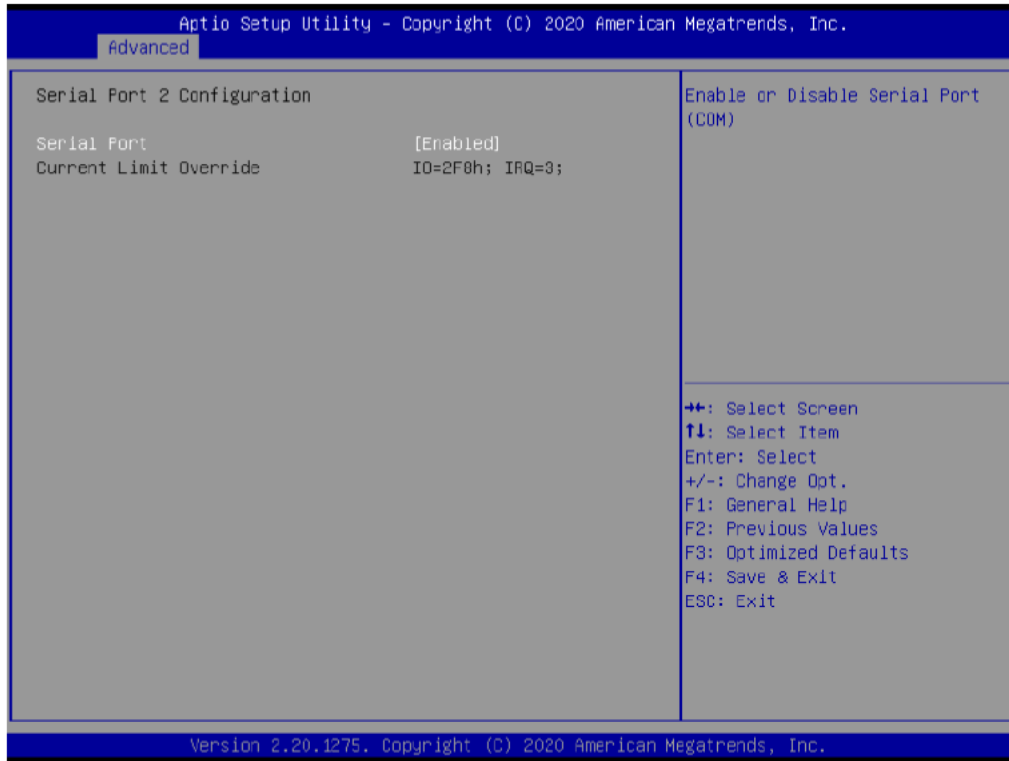 Aptio Setup Utility - Copyright (C) 2020 American Megatrends, Inc.
Advanced
Serial Port 2 Configuration
Serial Port [Enabled]
Current Limit Override IO=2F8h; IRQ=3;
Enable or Disable Serial Port
(COM)
→←: Select Screen
↑↓: Select Item
Enter: Select
+/-: Change Opt.
F1: General Help
F2: Previous Values
F3: Optimized Defaults
F4: Save & Exit
ESC: Exit
Version 2.20.1275. Copyright (C) 2020 American Megatrends, Inc.